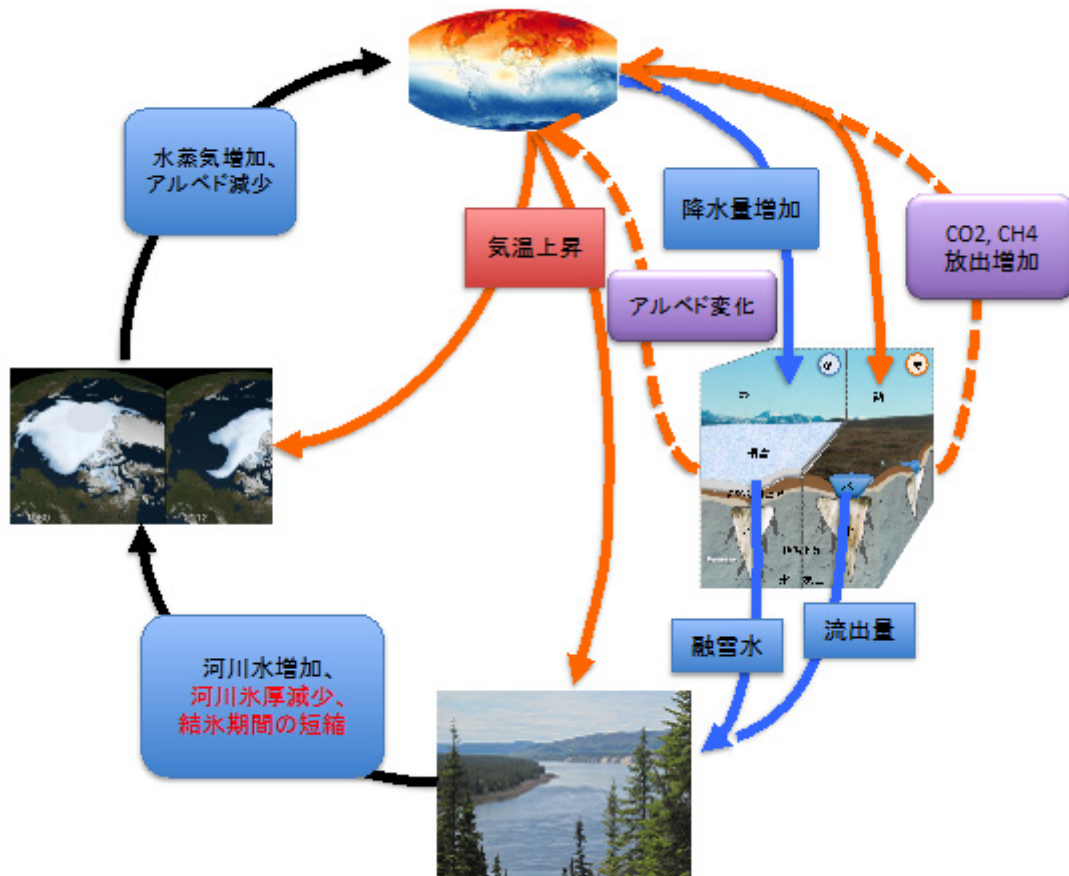 水蒸気増加、
アルベド減少
気温上昇
降水量増加
CO2, CH4
放出増加
アルベド変化
融雪水
流出量
河川水増加、
河川氷厚減少、
結氷期間の短縮